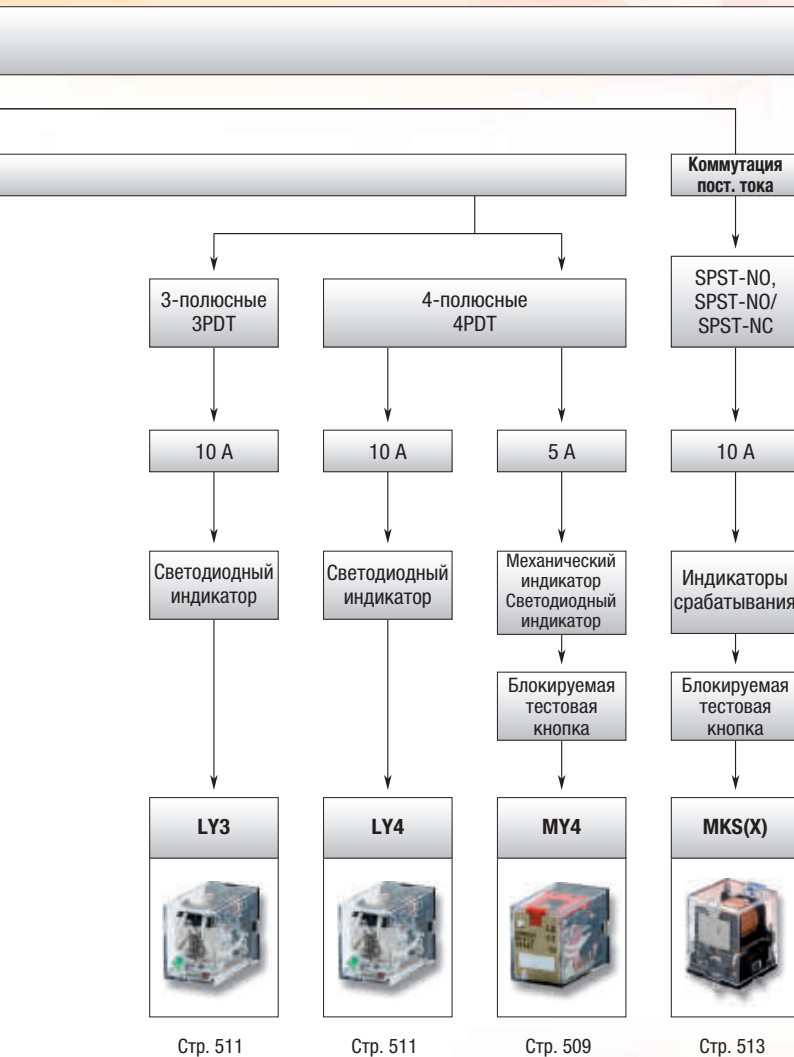 Коммутация
пост. тока
3-полюсные
3PDT
4-полюсные
4PDT
SPST-NO,
SPST-NO/
SPST-NC
10 А
10 А
5 А
10 А
Светодиодный
индикатор
Светодиодный
индикатор
Механический
индикатор
Светодиодный
индикатор
Индикаторы
срабатывания
Блокируемая
тестовая
кнопка
Блокируемая
тестовая
кнопка
LY3
LY4
MY4
MKS(X)
Стр. 511
Стр. 511
Стр. 509
Стр. 513